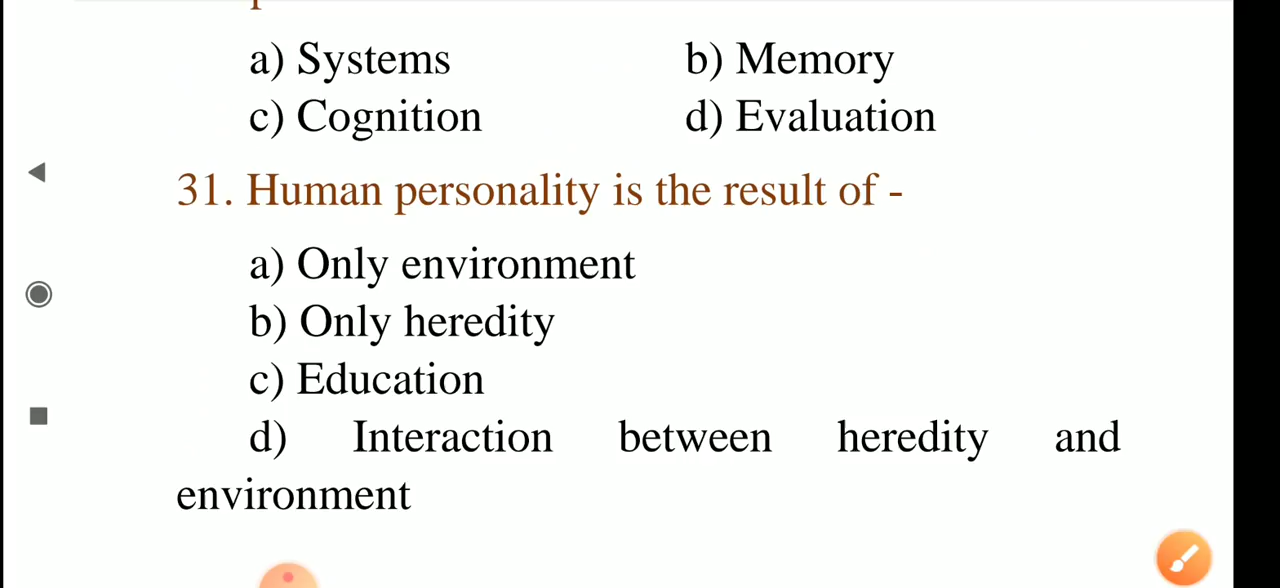 a) Systems b) Memory
c) Cognition d) Evaluation
31. Human personality is the result of -
a) Only environment
b) Only heredity
c) Education
d) Interaction between heredity and
environment